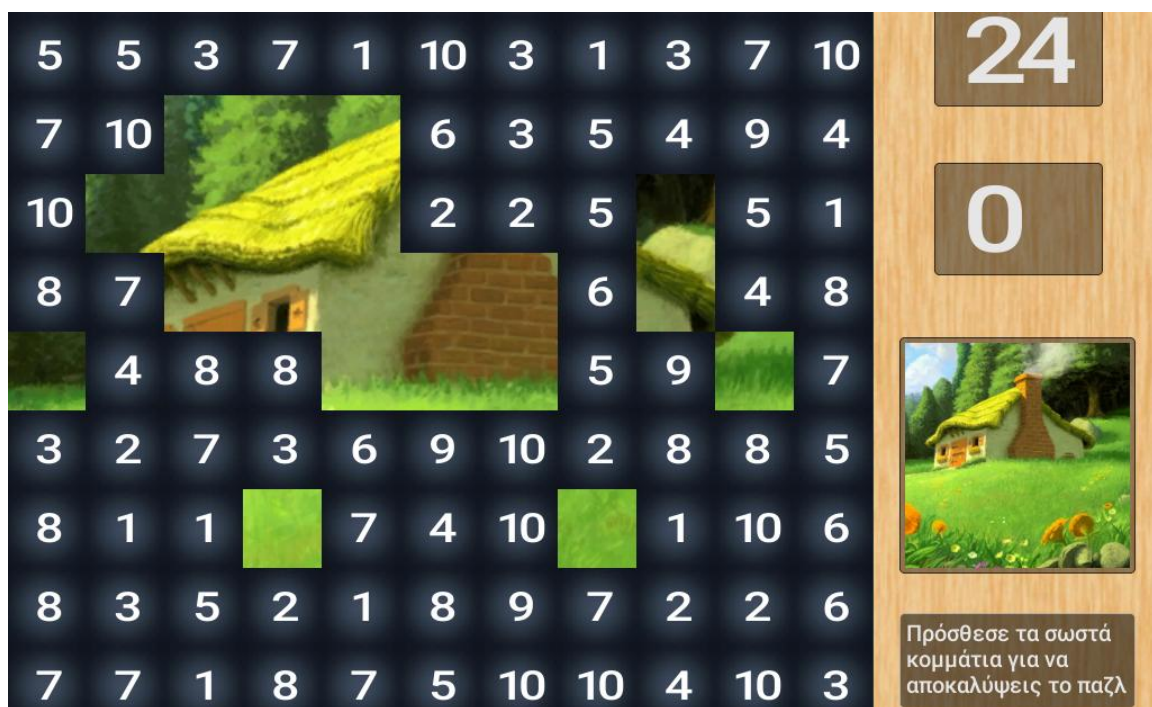 5 5 3 7 1 10 3 1 3 7 10
7 10 6 3 5 4 9 4
10 2 2 5 5 1
8 7 6 4 8
4 8 8 5 9 7
3 2 7 3 6 9 10 2 8 8 5
8 1 1 7 4 10 1 10 6
8 3 5 2 1 8 9 7 2 2 6
7 7 1 8 7 5 10 10 4 10 3
24
0
Πρόσθεσε τα σωστά
κομμάτια για να
αποκαλύψεις το παζλ